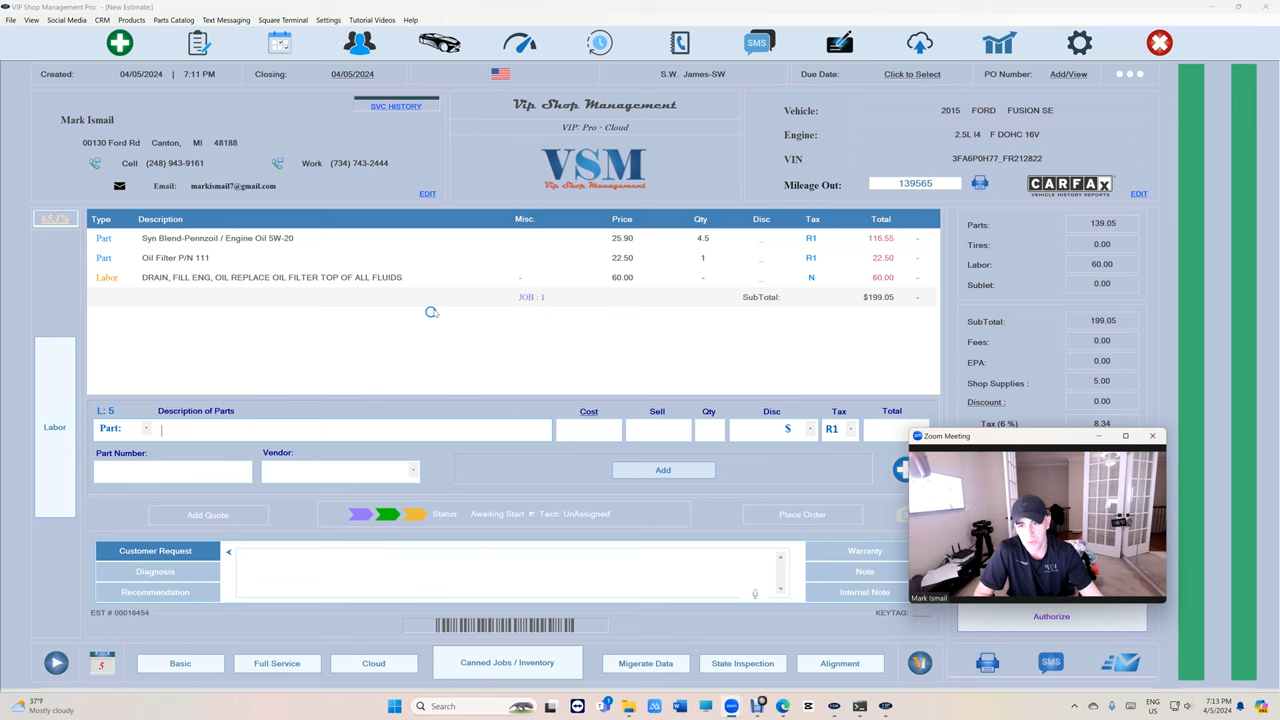 VIP Shop Management Pro: - [New Estimate:]
File View Social Media CRM Products Parts Catalog Text Messaging Square Terminal Settings Tutorial Videos Help
SMS
Created: 04/05/2024 | 7:11 PM Closing: 04/05/2024 S.W. James-SW Due Date: Click to Select PO Number: Add/View
SVC HISTORY
Mark Ismail
00130 Ford Rd Canton, MI 48188
Cell (248) 943-9161 Work (734) 743-2444
Email: markismail7@gmail.com
EDIT
Vip Shop Management
VIP: Pro - Cloud
VSM
Vip Shop Management
Vehicle: 2015 FORD FUSION SE
Engine: 2.5L I4 F DOHC 16V
VIN 3FA6P0H77_FR212822
Mileage Out: 139565 CARFAX
VEHICLE HISTORY REPORTS
EDIT
65.1%
Type Description Misc. Price Qty Disc Tax Total
Part Syn Blend-Pennzoil / Engine Oil 5W-20 25.90 4.5 _ R1 116.55 -
Part Oil Filter P/N 111 22.50 1 _ R1 22.50 -
Labor DRAIN, FILL ENG, OIL REPLACE OIL FILTER TOP OF ALL FLUIDS - 60.00 - _ N 60.00 -
JOB : 1 SubTotal: $199.05 -
Parts: 139.05
Tires: 0.00
Labor: 60.00
Sublet: 0.00
SubTotal: 199.05
Fees: 0.00
EPA: 0.00
Shop Supplies : 5.00
Discount : 0.00
Tax (6 %) 8.34
Labor
L: 5 Description of Parts Cost Sell Qty Disc Tax Total
Part: $ R1
Part Number: Vendor:
Add
Add Quote Status: Awaiting Start Tech: UnAssigned Place Order
Customer Request
Diagnosis
Recommendation
Warranty
Note
Internal Note
EST # 00016454 KEYTAG: ____
Zoom Meeting
Mark Ismail
Authorize
5 Basic Full Service Cloud Canned Jobs / Inventory Migerate Data State Inspection Alignment SMS
37°F
Mostly cloudy
Search
ENG
US
7:13 PM
4/5/2024